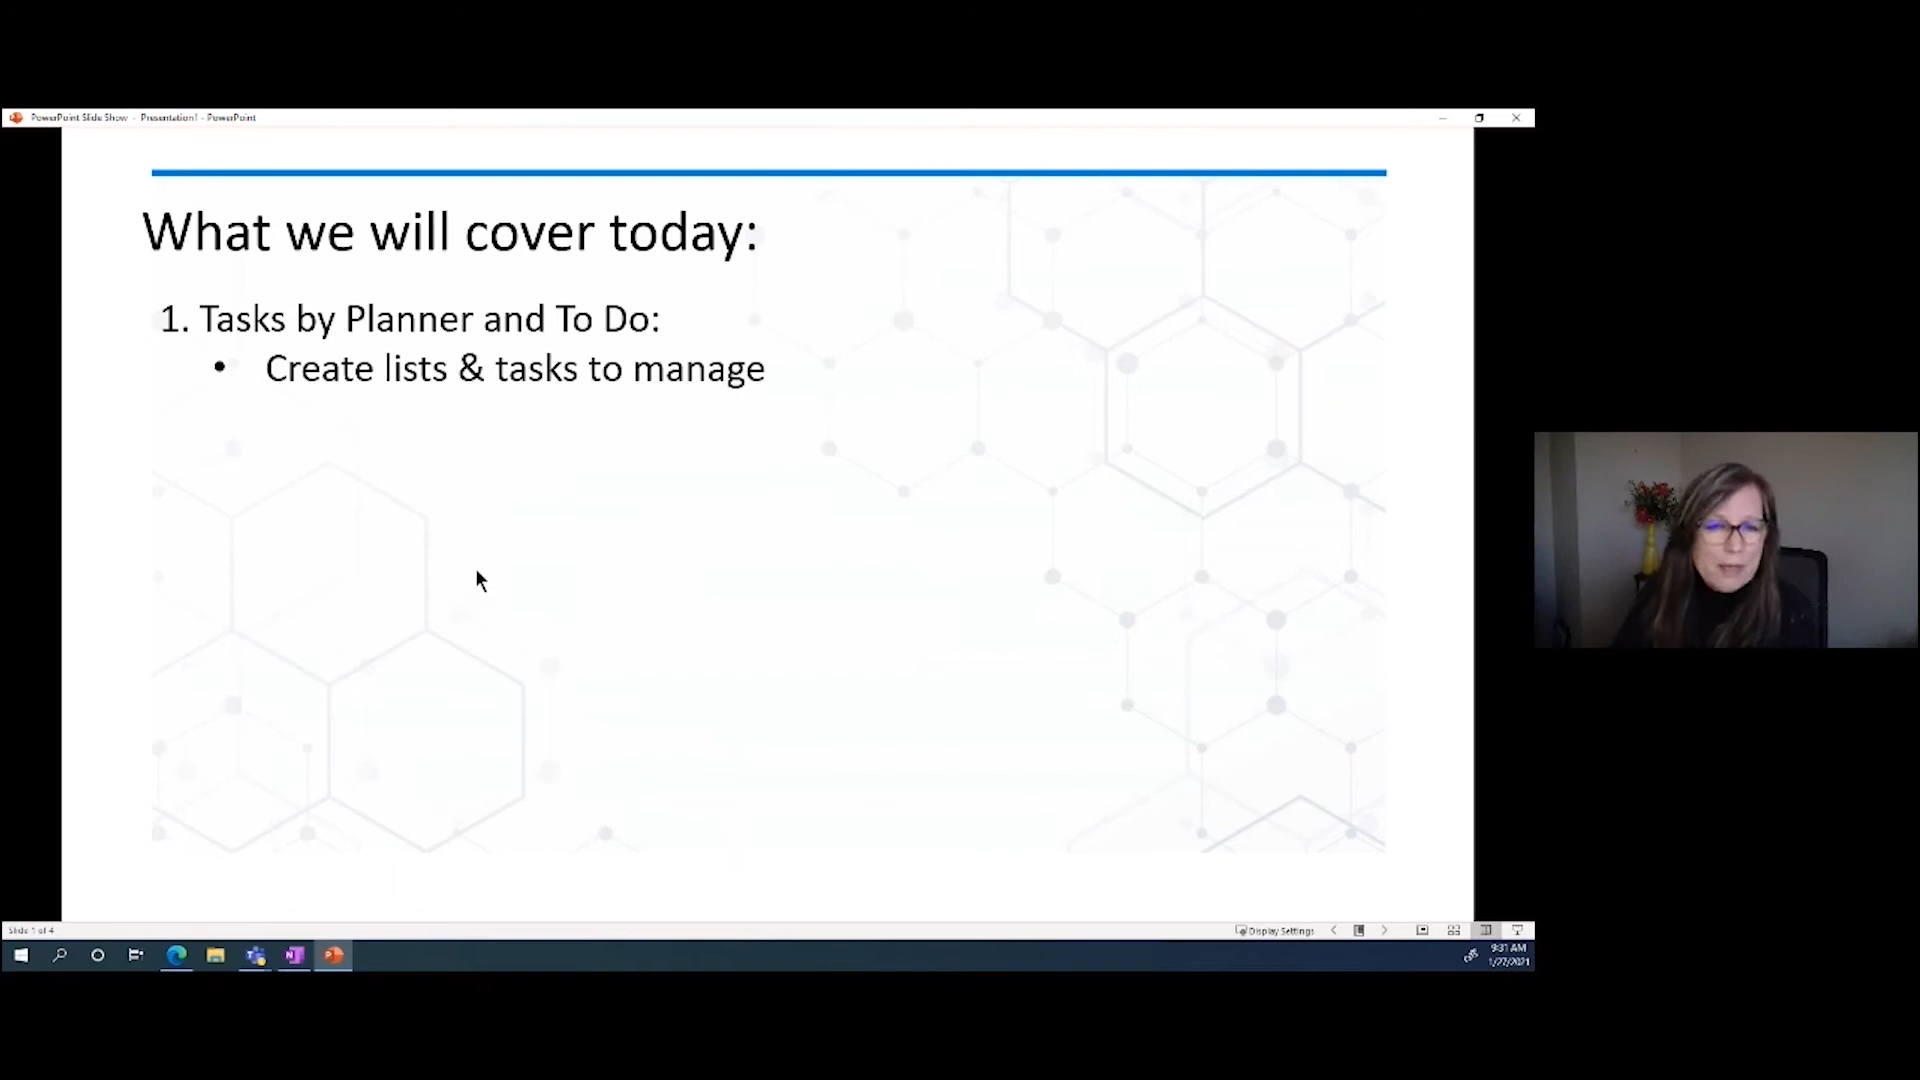 PowerPoint Slide Show - Presentation1 - PowerPoint
What we will cover today:
1. Tasks by Planner and To Do:
• Create lists & tasks to manage
Slide 1 of 4
Display Settings
9:31 AM
1/27/2021